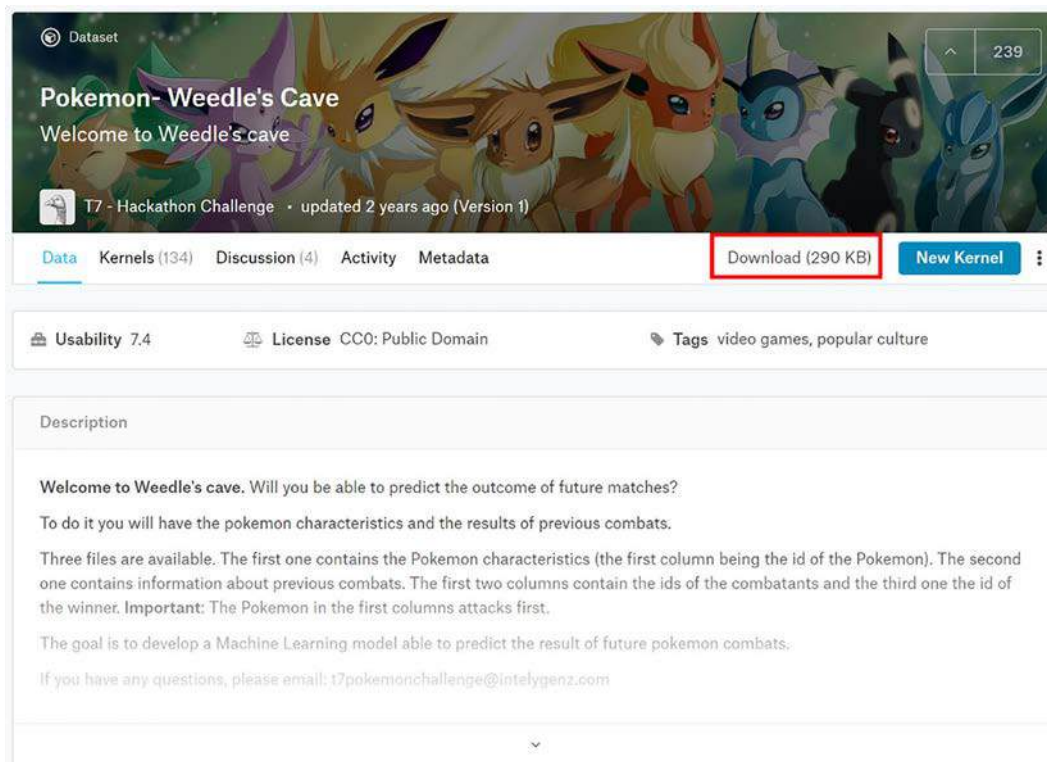 Dataset
239
Pokemon- Weedle's Cave
Welcome to Weedle's cave
T7 - Hackathon Challenge • updated 2 years ago (Version 1)
Data Kernels (134) Discussion (4) Activity Metadata Download (290 KB) New Kernel
Usability 7.4 License CC0: Public Domain Tags video games, popular culture
Description
Welcome to Weedle's cave. Will you be able to predict the outcome of future matches?
To do it you will have the pokemon characteristics and the results of previous combats.
Three files are available. The first one contains the Pokemon characteristics (the first column being the id of the Pokemon). The second
one contains information about previous combats. The first two columns contain the ids of the combatants and the third one the id of
the winner. Important: The Pokemon in the first columns attacks first.
The goal is to develop a Machine Learning model able to predict the result of future pokemon combats.
If you have any questions, please email: t7pokemonchallenge@intelygenz.com